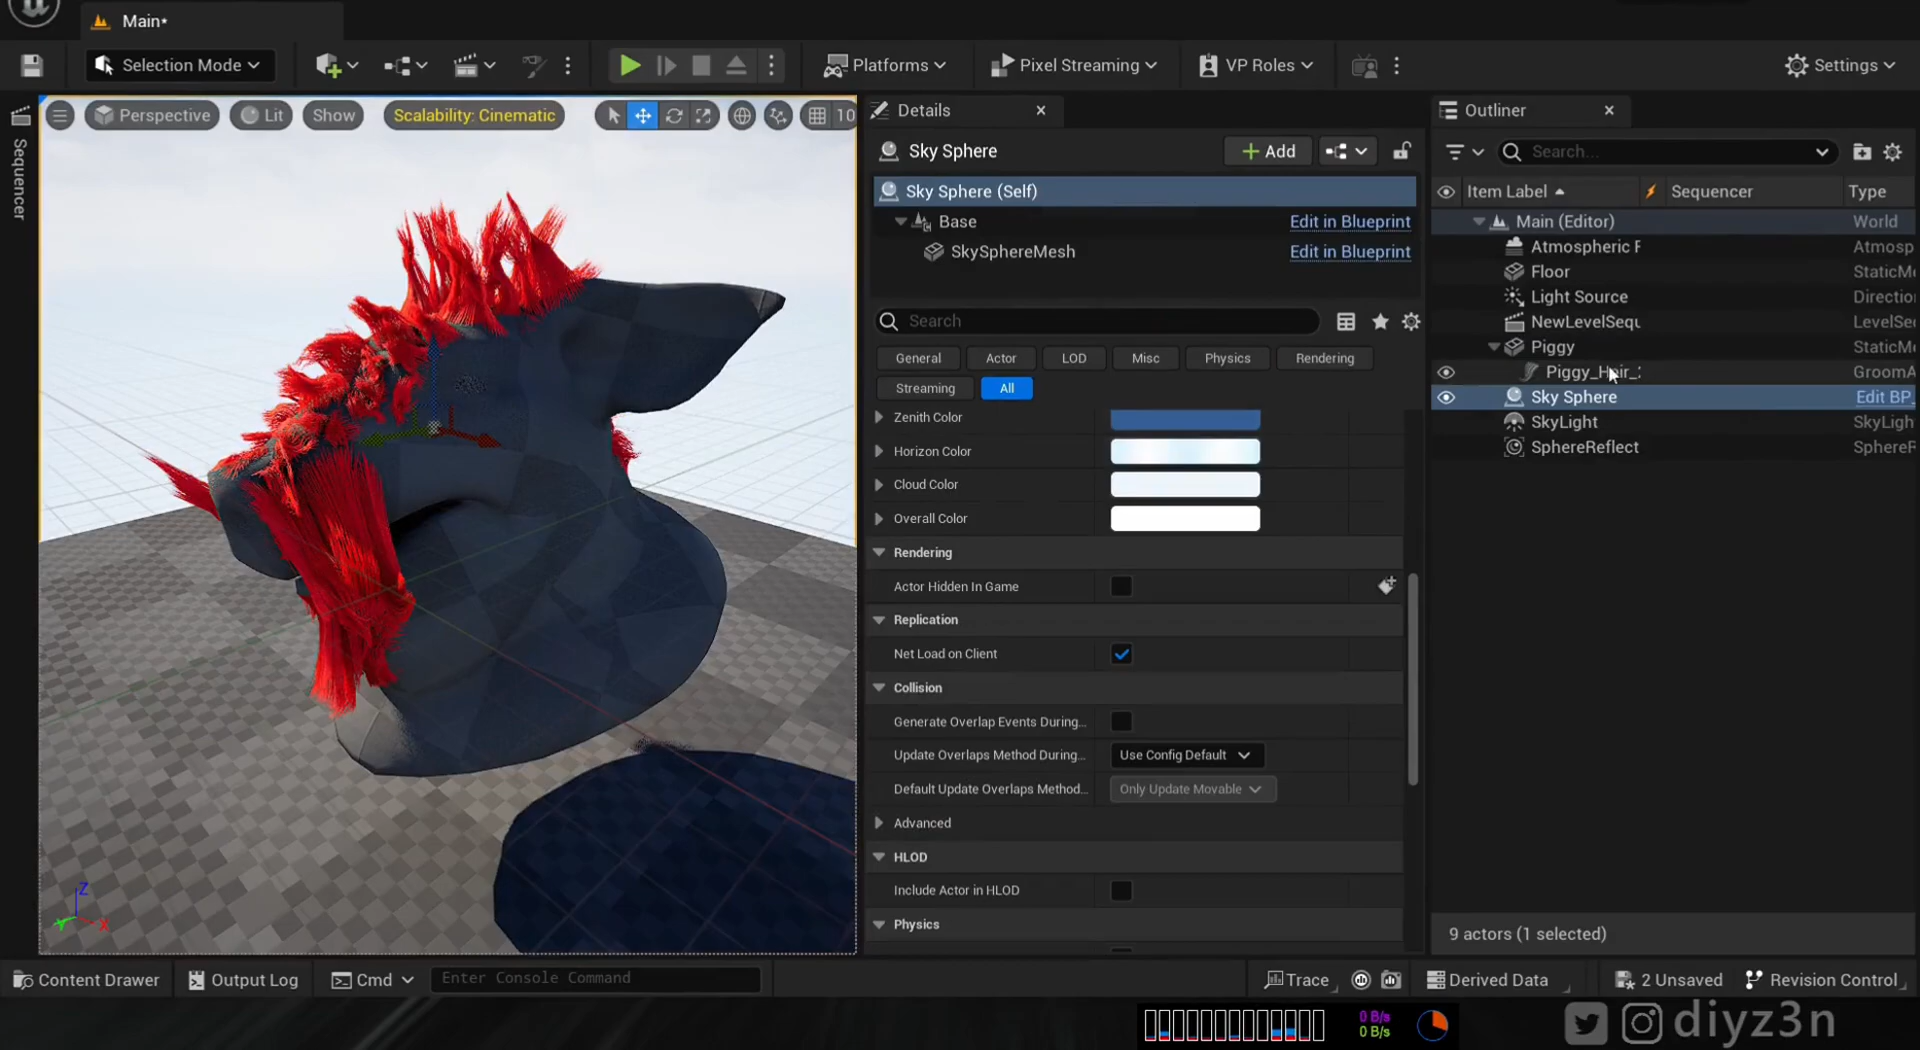 Main*
Selection Mode
Platforms
Pixel Streaming
VP Roles
Settings
Sequencer
Perspective
Lit
Show
Scalability: Cinematic
10
Details
Sky Sphere
Add
Sky Sphere (Self)
Base
Edit in Blueprint
SkySphereMesh
Edit in Blueprint
Search
General
Actor
LOD
Misc
Physics
Rendering
Streaming
All
Zenith Color
Horizon Color
Cloud Color
Overall Color
Rendering
Actor Hidden In Game
Replication
Net Load on Client
Collision
Generate Overlap Events During...
Update Overlaps Method During...
Use Config Default
Default Update Overlaps Method...
Only Update Movable
Advanced
HLOD
Include Actor in HLOD
Physics
Outliner
Search...
Item Label
Sequencer
Type
Main (Editor)
World
Atmospheric F
Atmosp
Floor
StaticMe
Light Source
Directio
NewLevelSequ
LevelSe
Piggy
StaticMe
GroomA
Sky Sphere
Edit BP_
SkyLight
SkyLigh
SphereReflect
SphereR
9 actors (1 selected)
Z
Y
X
Content Drawer
Output Log
Cmd
Enter Console Command
Trace
Derived Data
2 Unsaved
Revision Control
0 B/s
0 B/s
diyz3n